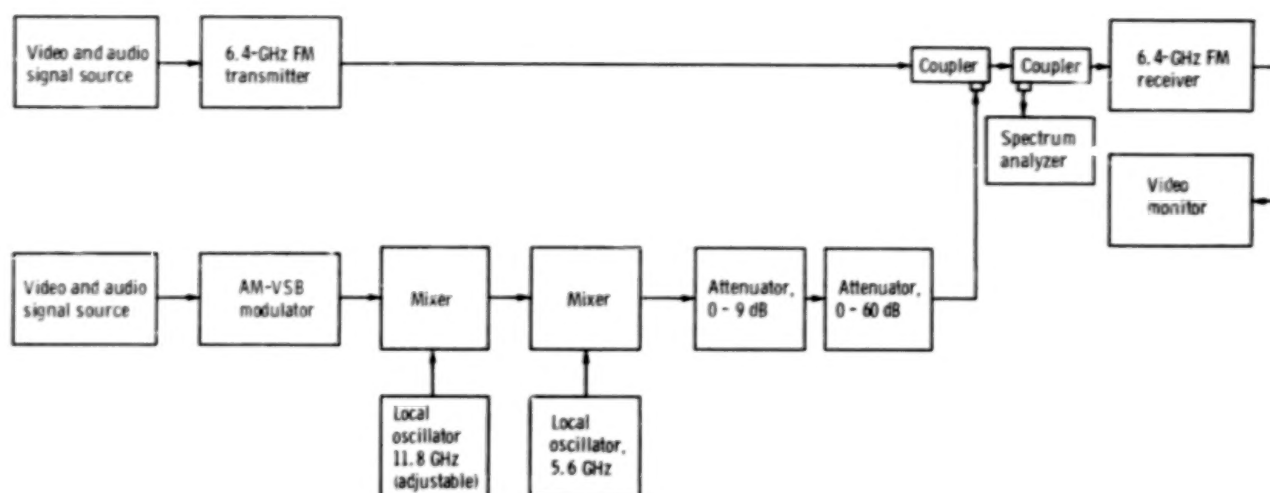 Video and audio
signal source
6.4-GHz FM
transmitter
Coupler
Coupler
6.4-GHz FM
receiver
Spectrum
analyzer
Video
monitor
Video and audio
signal source
AM-VSB
modulator
Mixer
Mixer
Attenuator,
0 - 9 dB
Attenuator,
0 - 60 dB
Local
oscillator
11.8 GHz
(adjustable)
Local
oscillator,
5.6 GHz